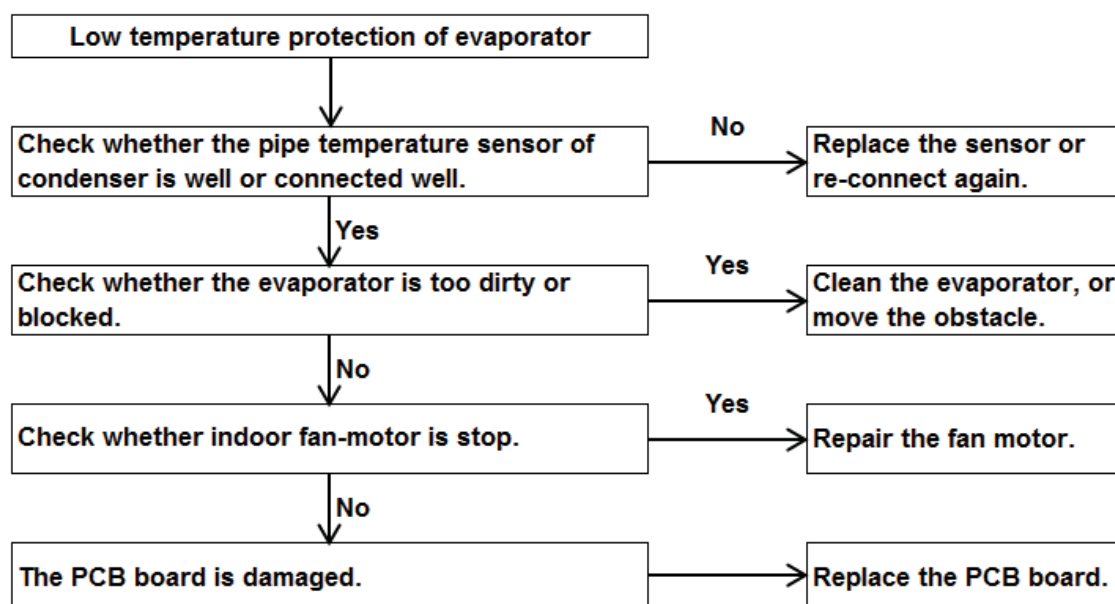 Low temperature protection of evaporator
No
Check whether the pipe temperature sensor of
condenser is well or connected well.
Replace the sensor or
re-connect again.
Yes
Yes
Check whether the evaporator is too dirty or
blocked.
Clean the evaporator, or
move the obstacle.
No
Yes
Check whether indoor fan-motor is stop.
Repair the fan motor.
No
The PCB board is damaged.
Replace the PCB board.